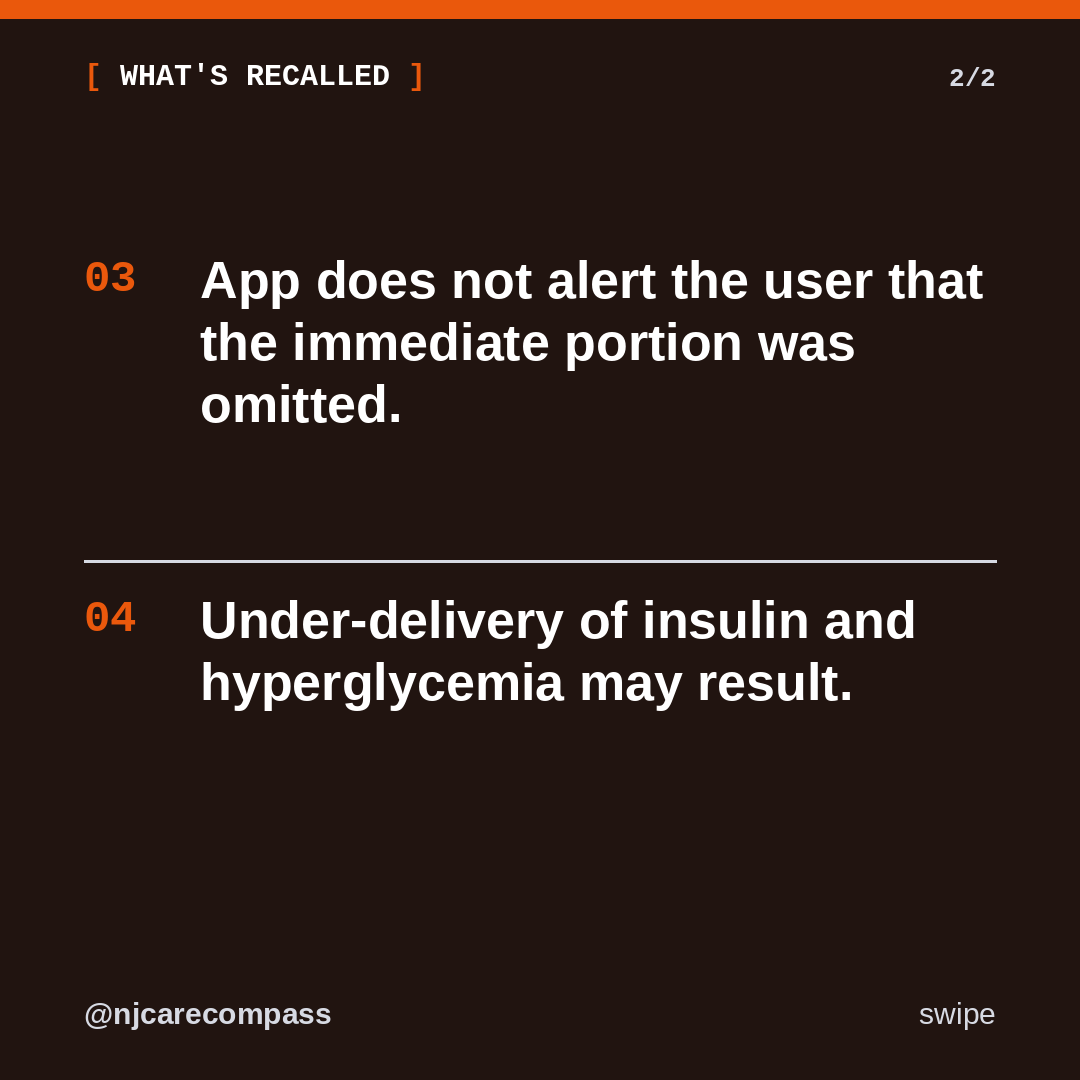 [ WHAT'S RECALLED ]
2/2
03
App does not alert the user that
the immediate portion was
omitted.
04
Under-delivery of insulin and
hyperglycemia may result.
@njcarecompass
swipe